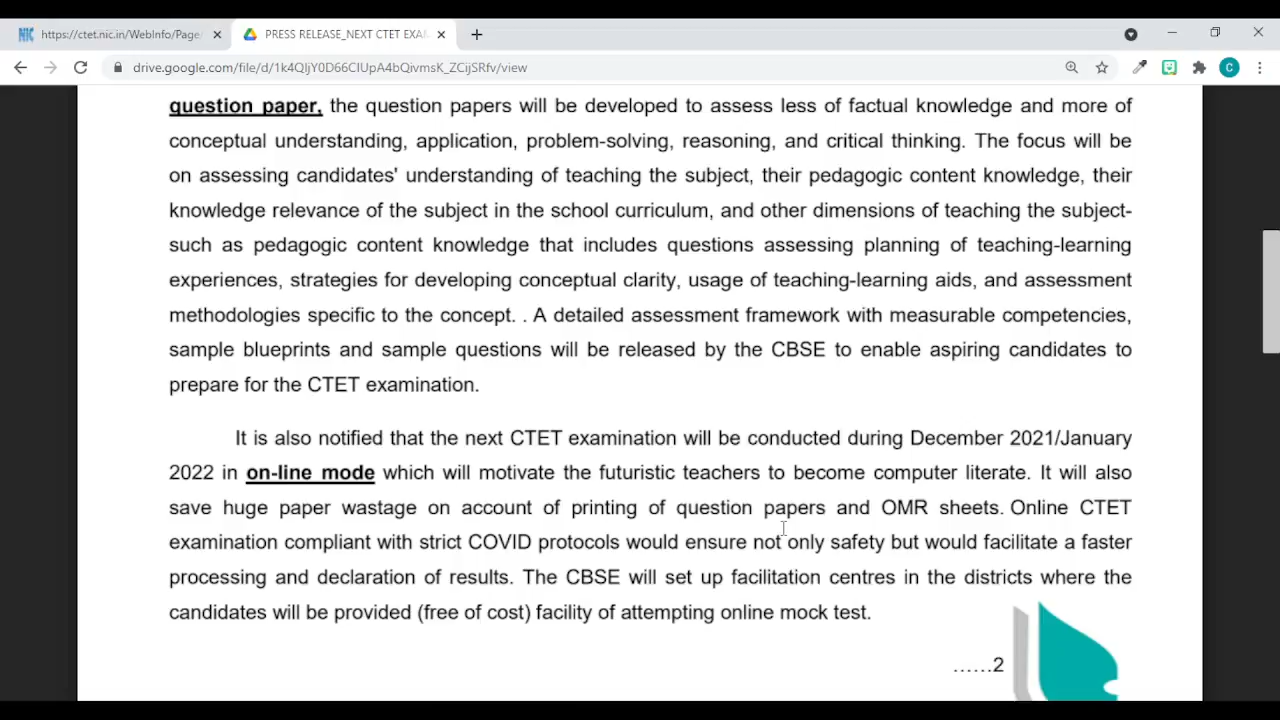 https://ctet.nic.in/WebInfo/Page
PRESS RELEASE_NEXT CTET EXA
drive.google.com/file/d/1k4QIjY0D66CIUpA4bQivmsK_ZCijSRfv/view
C
question paper, the question papers will be developed to assess less of factual knowledge and more of
conceptual understanding, application, problem-solving, reasoning, and critical thinking. The focus will be
on assessing candidates' understanding of teaching the subject, their pedagogic content knowledge, their
knowledge relevance of the subject in the school curriculum, and other dimensions of teaching the subject-
such as pedagogic content knowledge that includes questions assessing planning of teaching-learning
experiences, strategies for developing conceptual clarity, usage of teaching-learning aids, and assessment
methodologies specific to the concept. . A detailed assessment framework with measurable competencies,
sample blueprints and sample questions will be released by the CBSE to enable aspiring candidates to
prepare for the CTET examination.
It is also notified that the next CTET examination will be conducted during December 2021/January
2022 in on-line mode which will motivate the futuristic teachers to become computer literate. It will also
save huge paper wastage on account of printing of question papers and OMR sheets. Online CTET
examination compliant with strict COVID protocols would ensure not only safety but would facilitate a faster
processing and declaration of results. The CBSE will set up facilitation centres in the districts where the
candidates will be provided (free of cost) facility of attempting online mock test.
......2